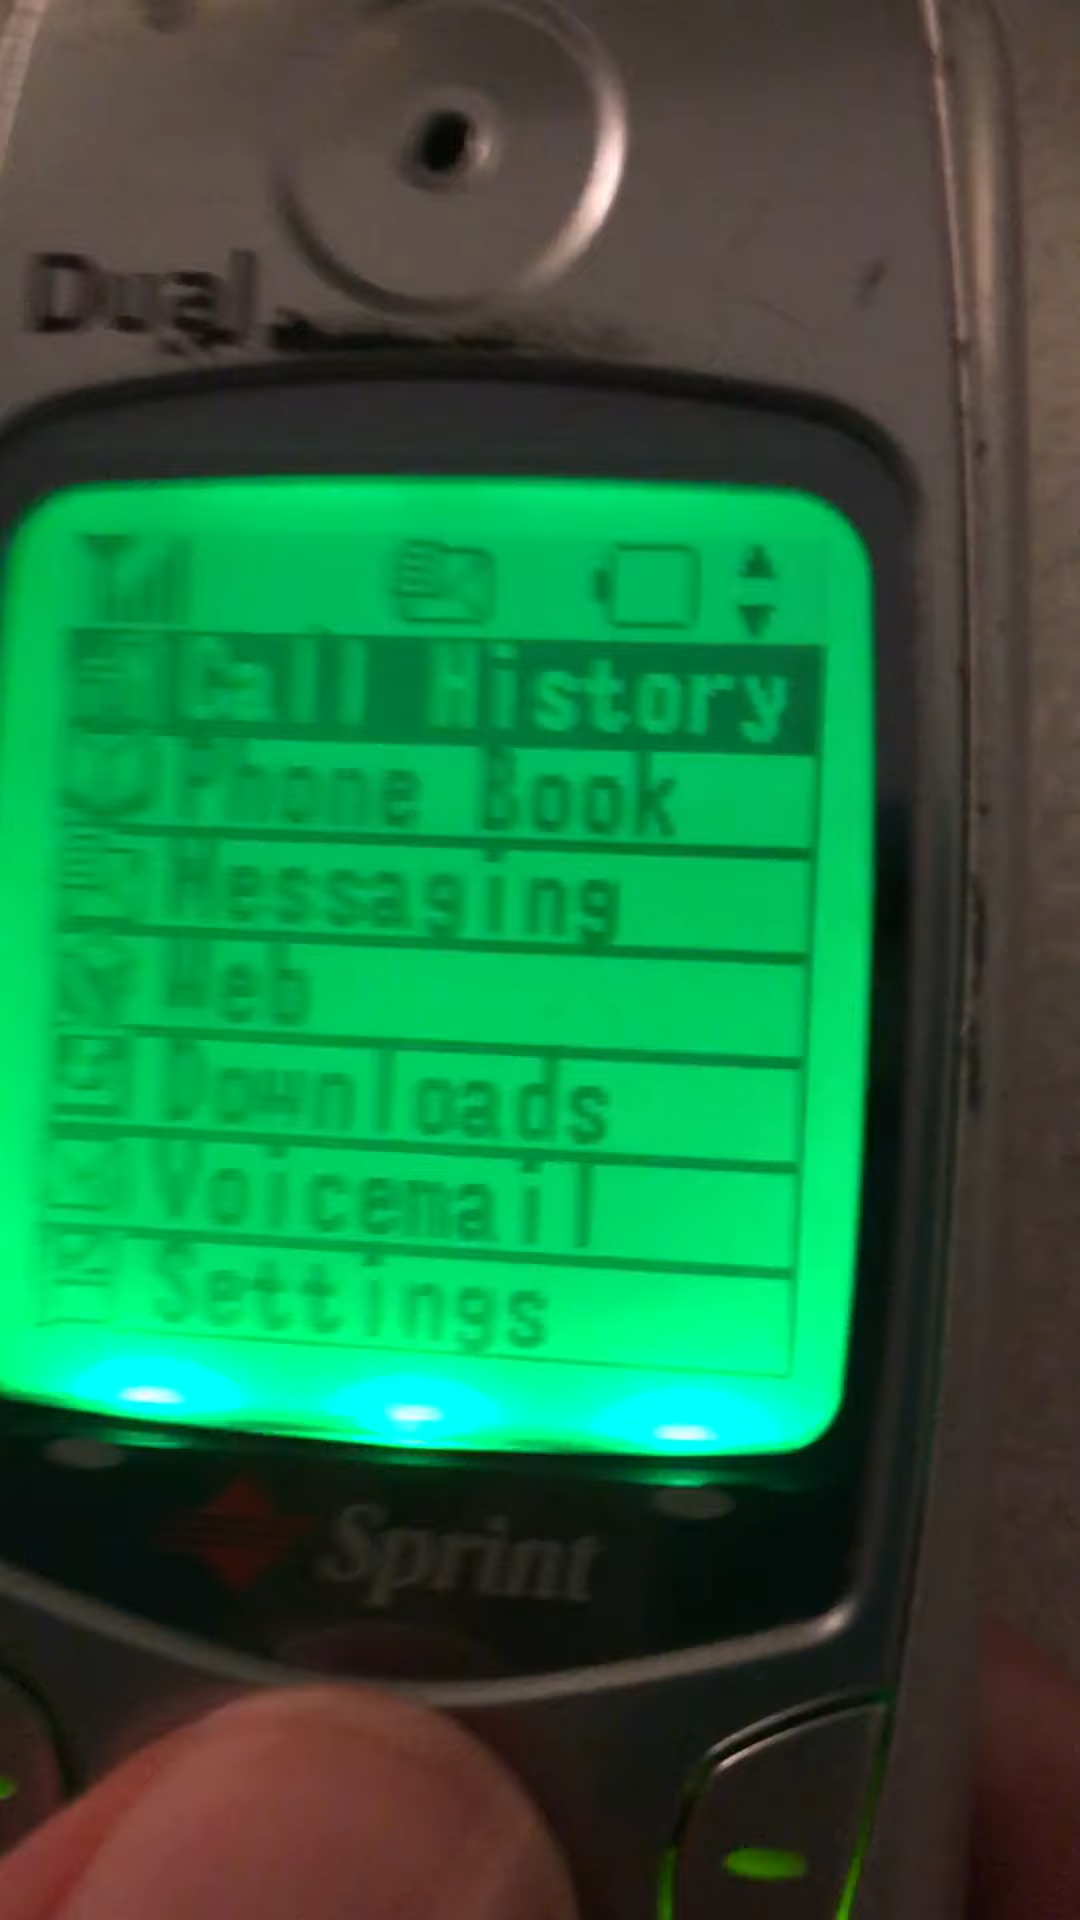 Dual
Call History
Phone Book
Messaging
Web
Downloads
Voicemail
Settings
Sprint